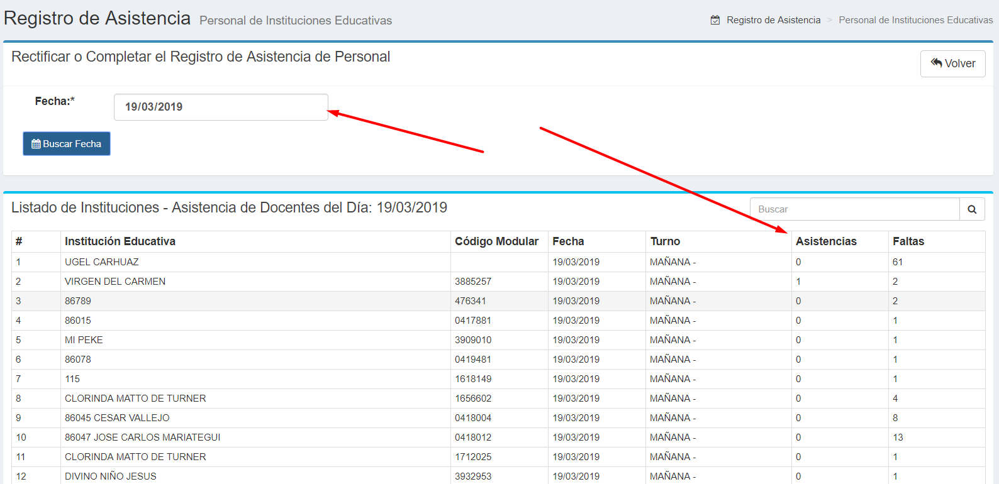 Registro de Asistencia Personal de Instituciones Educativas
Registro de Asistencia > Personal de Instituciones Educativas
Rectificar o Completar el Registro de Asistencia de Personal
Volver
Fecha:* 19/03/2019
Buscar Fecha
Listado de Instituciones - Asistencia de Docentes del Día: 19/03/2019
Buscar
# Institución Educativa Código Modular Fecha Turno Asistencias Faltas
1 UGEL CARHUAZ 19/03/2019 MAÑANA - 0 61
2 VIRGEN DEL CARMEN 3885257 19/03/2019 MAÑANA - 1 2
3 86789 476341 19/03/2019 MAÑANA - 0 2
4 86015 0417881 19/03/2019 MAÑANA - 0 1
5 MI PEKE 3909010 19/03/2019 MAÑANA - 0 1
6 86078 0419481 19/03/2019 MAÑANA - 0 1
7 115 1618149 19/03/2019 MAÑANA - 0 1
8 CLORINDA MATTO DE TURNER 1656602 19/03/2019 MAÑANA - 0 4
9 86045 CESAR VALLEJO 0418004 19/03/2019 MAÑANA - 0 8
10 86047 JOSE CARLOS MARIATEGUI 0418012 19/03/2019 MAÑANA - 0 13
11 CLORINDA MATTO DE TURNER 1712025 19/03/2019 MAÑANA - 0 1
12 DIVINO NIÑO JESUS 3932953 19/03/2019 MAÑANA - 0 1